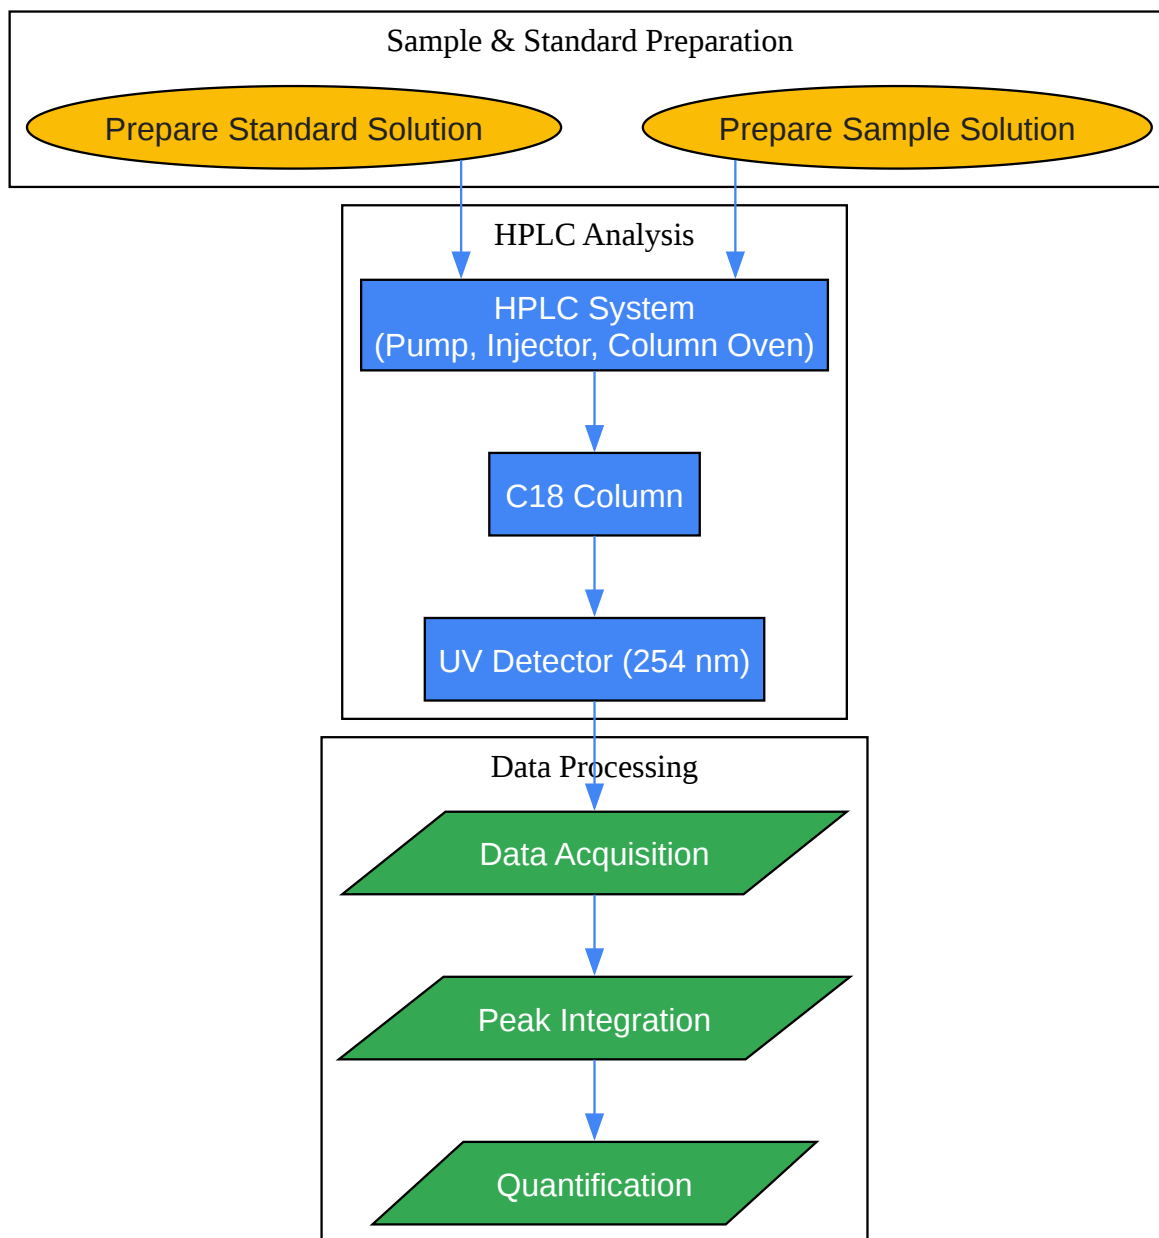 Sample & Standard Preparation
Prepare Standard Solution
Prepare Sample Solution
HPLC Analysis
HPLC System
(Pump, Injector, Column Oven)
C18 Column
UV Detector (254 nm)
Data Processing
Data Acquisition
Peak Integration
Quantification